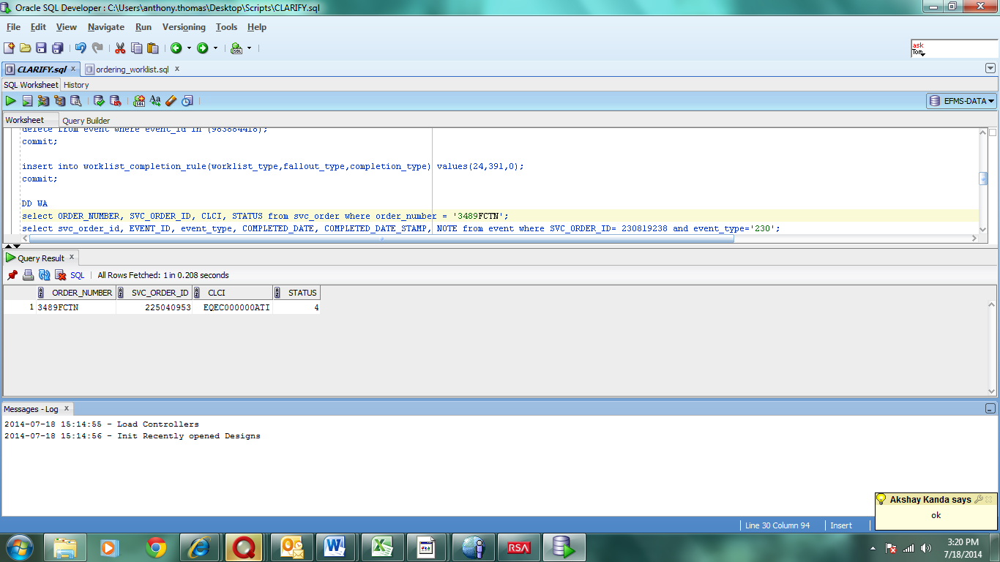 Oracle SQL Developer : C:\Users\anthony.thomas\Desktop\Scripts\CLARIFY.sql
File Edit View Navigate Run Versioning Tools Help
ask
Tom
CLARIFY.sql x ordering_worklist.sql x
SQL Worksheet History
EFMS-DATA
Worksheet Query Builder
delete from event where event_id in (983884418);
commit;
insert into worklist_completion_rule(worklist_type,fallout_type,completion_type) values(24,391,0);
commit;
DD WA
select ORDER_NUMBER, SVC_ORDER_ID, CLCI, STATUS from svc_order where order_number = '3489FCTN';
select svc_order_id, EVENT_ID, event_type, COMPLETED_DATE, COMPLETED_DATE_STAMP, NOTE from event where SVC_ORDER_ID= 230819238 and event_type='230';
Query Result x
SQL | All Rows Fetched: 1 in 0.208 seconds
ORDER_NUMBER SVC_ORDER_ID CLCI STATUS
1 3489FCTN 225040953 EQEC000000ATI 4
Messages - Log x
2014-07-18 15:14:55 - Load Controllers
2014-07-18 15:14:56 - Init Recently opened Designs
Akshay Kanda says
ok
Line 30 Column 94 Insert
RSA
3:20 PM
7/18/2014